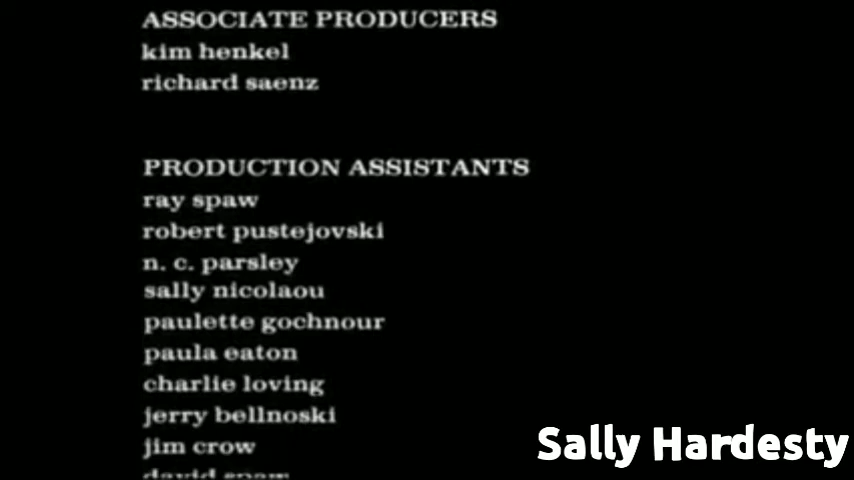 ASSOCIATE PRODUCERS
kim henkel
richard saenz
PRODUCTION ASSISTANTS
ray spaw
robert pustejovski
n. c. parsley
sally nicolaou
paulette gochnour
paula eaton
charlie loving
jerry bellnoski
jim crow
david
Sally Hardesty